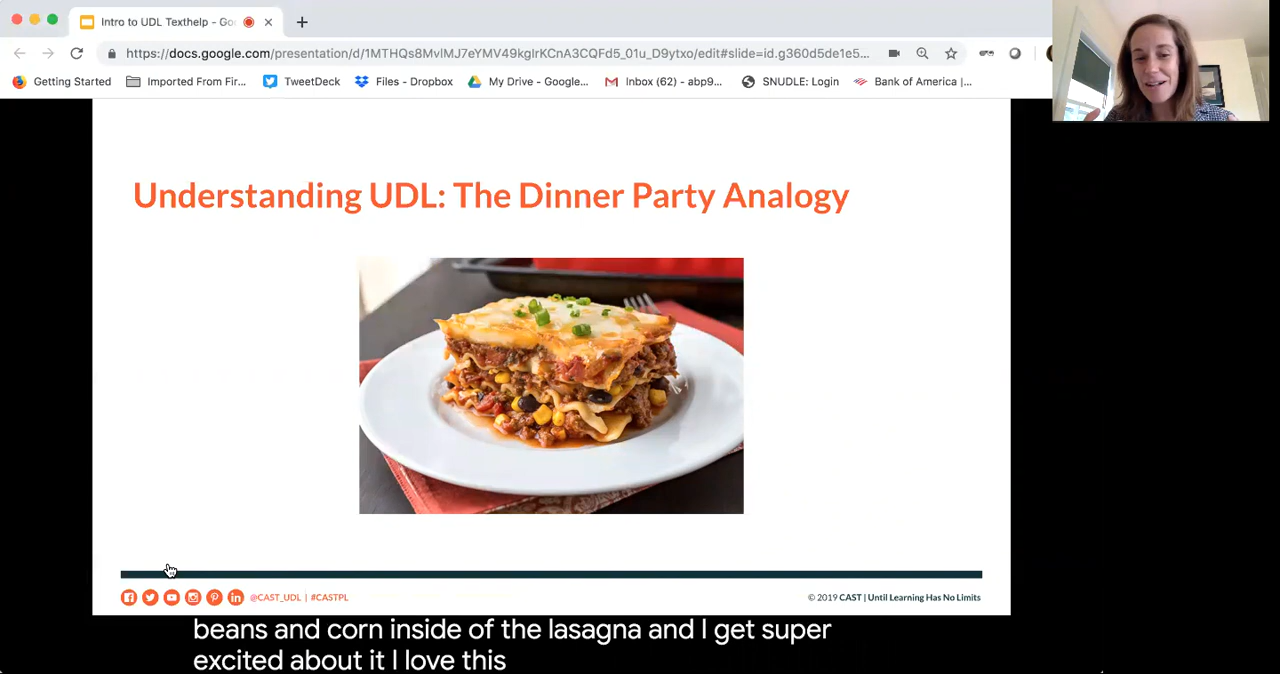 Intro to UDL Texthelp - Goo
https://docs.google.com/presentation/d/1MTHQs8MvlMJ7eYMV49kglrKCnA3CQFd5_01u_D9ytxo/edit#slide=id.g360d5de1e5...
Getting Started Imported From Fir... TweetDeck Files - Dropbox My Drive - Google... Inbox (62) - abp9... SNUDLE: Login Bank of America |...
Understanding UDL: The Dinner Party Analogy
@CAST_UDL | #CASTPL
© 2019 CAST | Until Learning Has No Limits
beans and corn inside of the lasagna and I get super
excited about it I love this